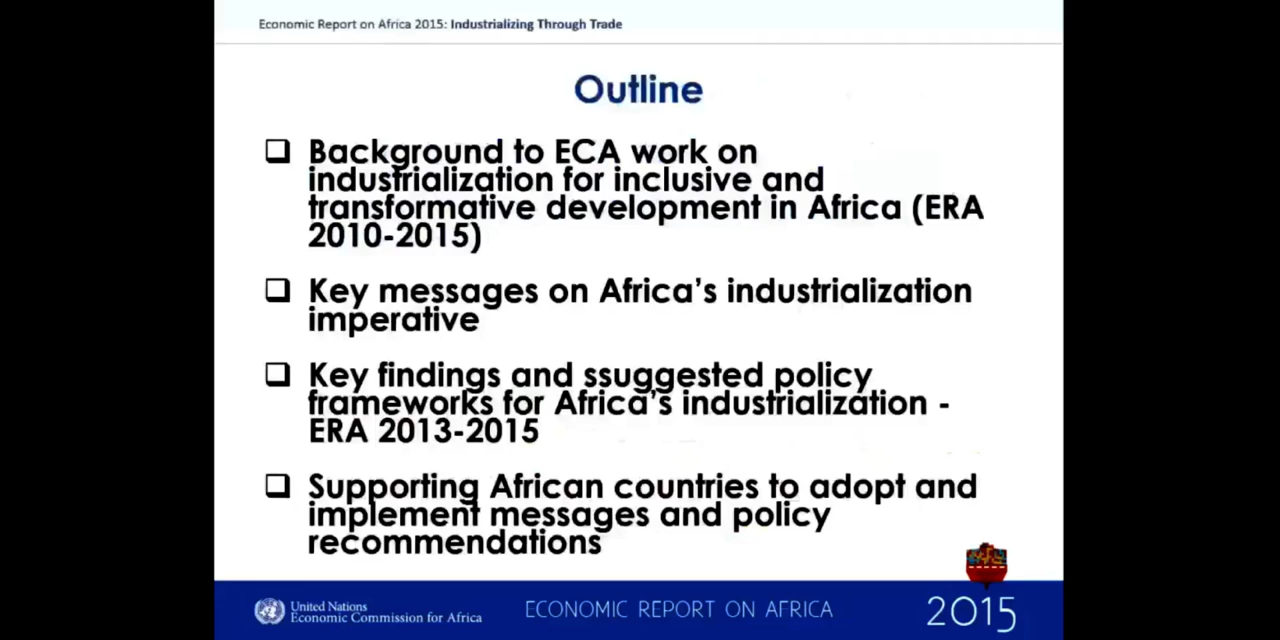 Economic Report on Africa 2015: Industrializing Through Trade
Outline
❑ Background to ECA work on
industrialization for inclusive and
transformative development in Africa (ERA
2010-2015)
❑ Key messages on Africa's industrialization
imperative
❑ Key findings and ssuggested policy
frameworks for Africa's industrialization -
ERA 2013-2015
❑ Supporting African countries to adopt and
implement messages and policy
recommendations
United Nations
Economic Commission for Africa
ECONOMIC REPORT ON AFRICA
2015